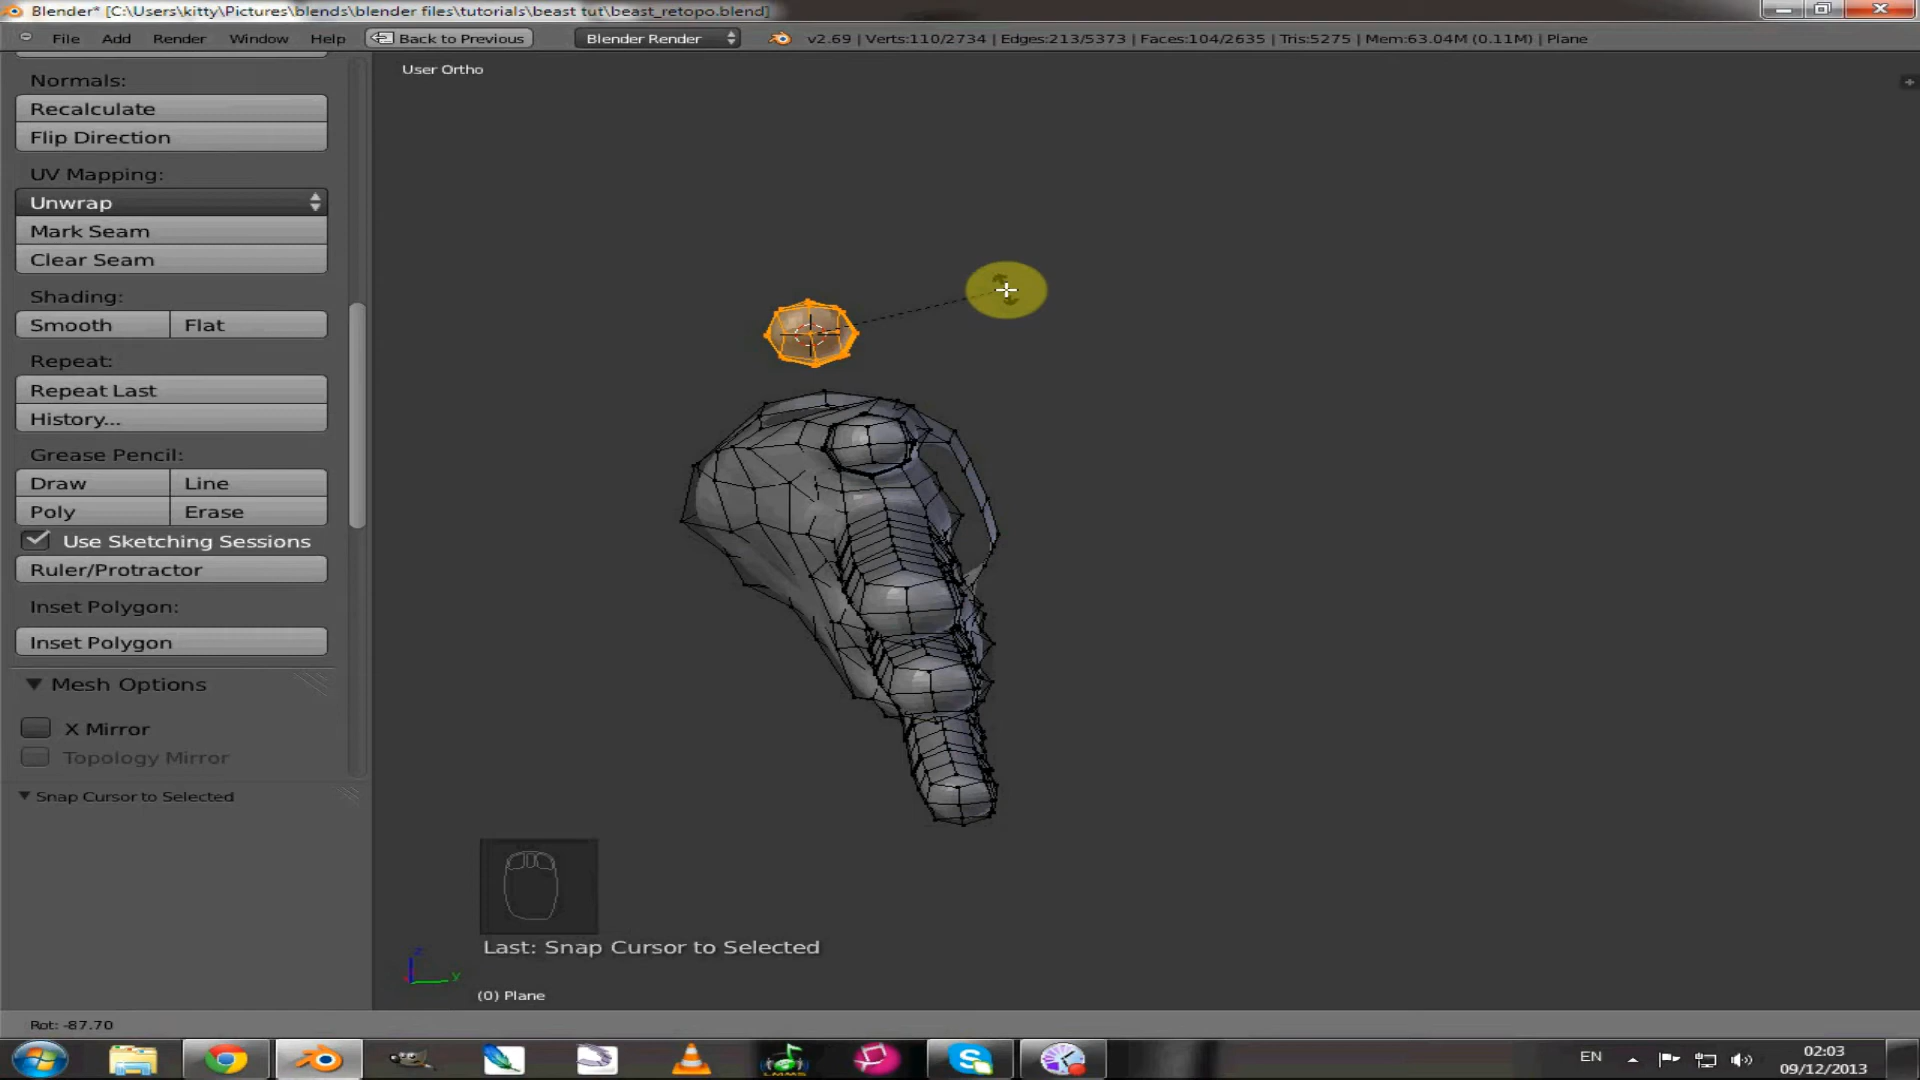 Blender* [C:\Users\kitty\Pictures\blends\blender files\tutorials\beast tut\beast_retopo.blend]
File Add Render Window Help Back to Previous Blender Render v2.69 | Verts:110/2734 | Edges:213/5373 | Faces:104/2635 | Tris:5275 | Mem:63.04M (0.11M) | Plane
User Ortho
Normals:
Recalculate
Flip Direction
UV Mapping:
Unwrap
Mark Seam
Clear Seam
Shading:
Smooth Flat
Repeat:
Repeat Last
History...
Grease Pencil:
Draw Line
Poly Erase
Use Sketching Sessions
Ruler/Protractor
Inset Polygon:
Inset Polygon
Mesh Options
X Mirror
Topology Mirror
Snap Cursor to Selected
Last: Snap Cursor to Selected
z
y
(0) Plane
Rot: -87.70
LMMS
EN
02:03
09/12/2013